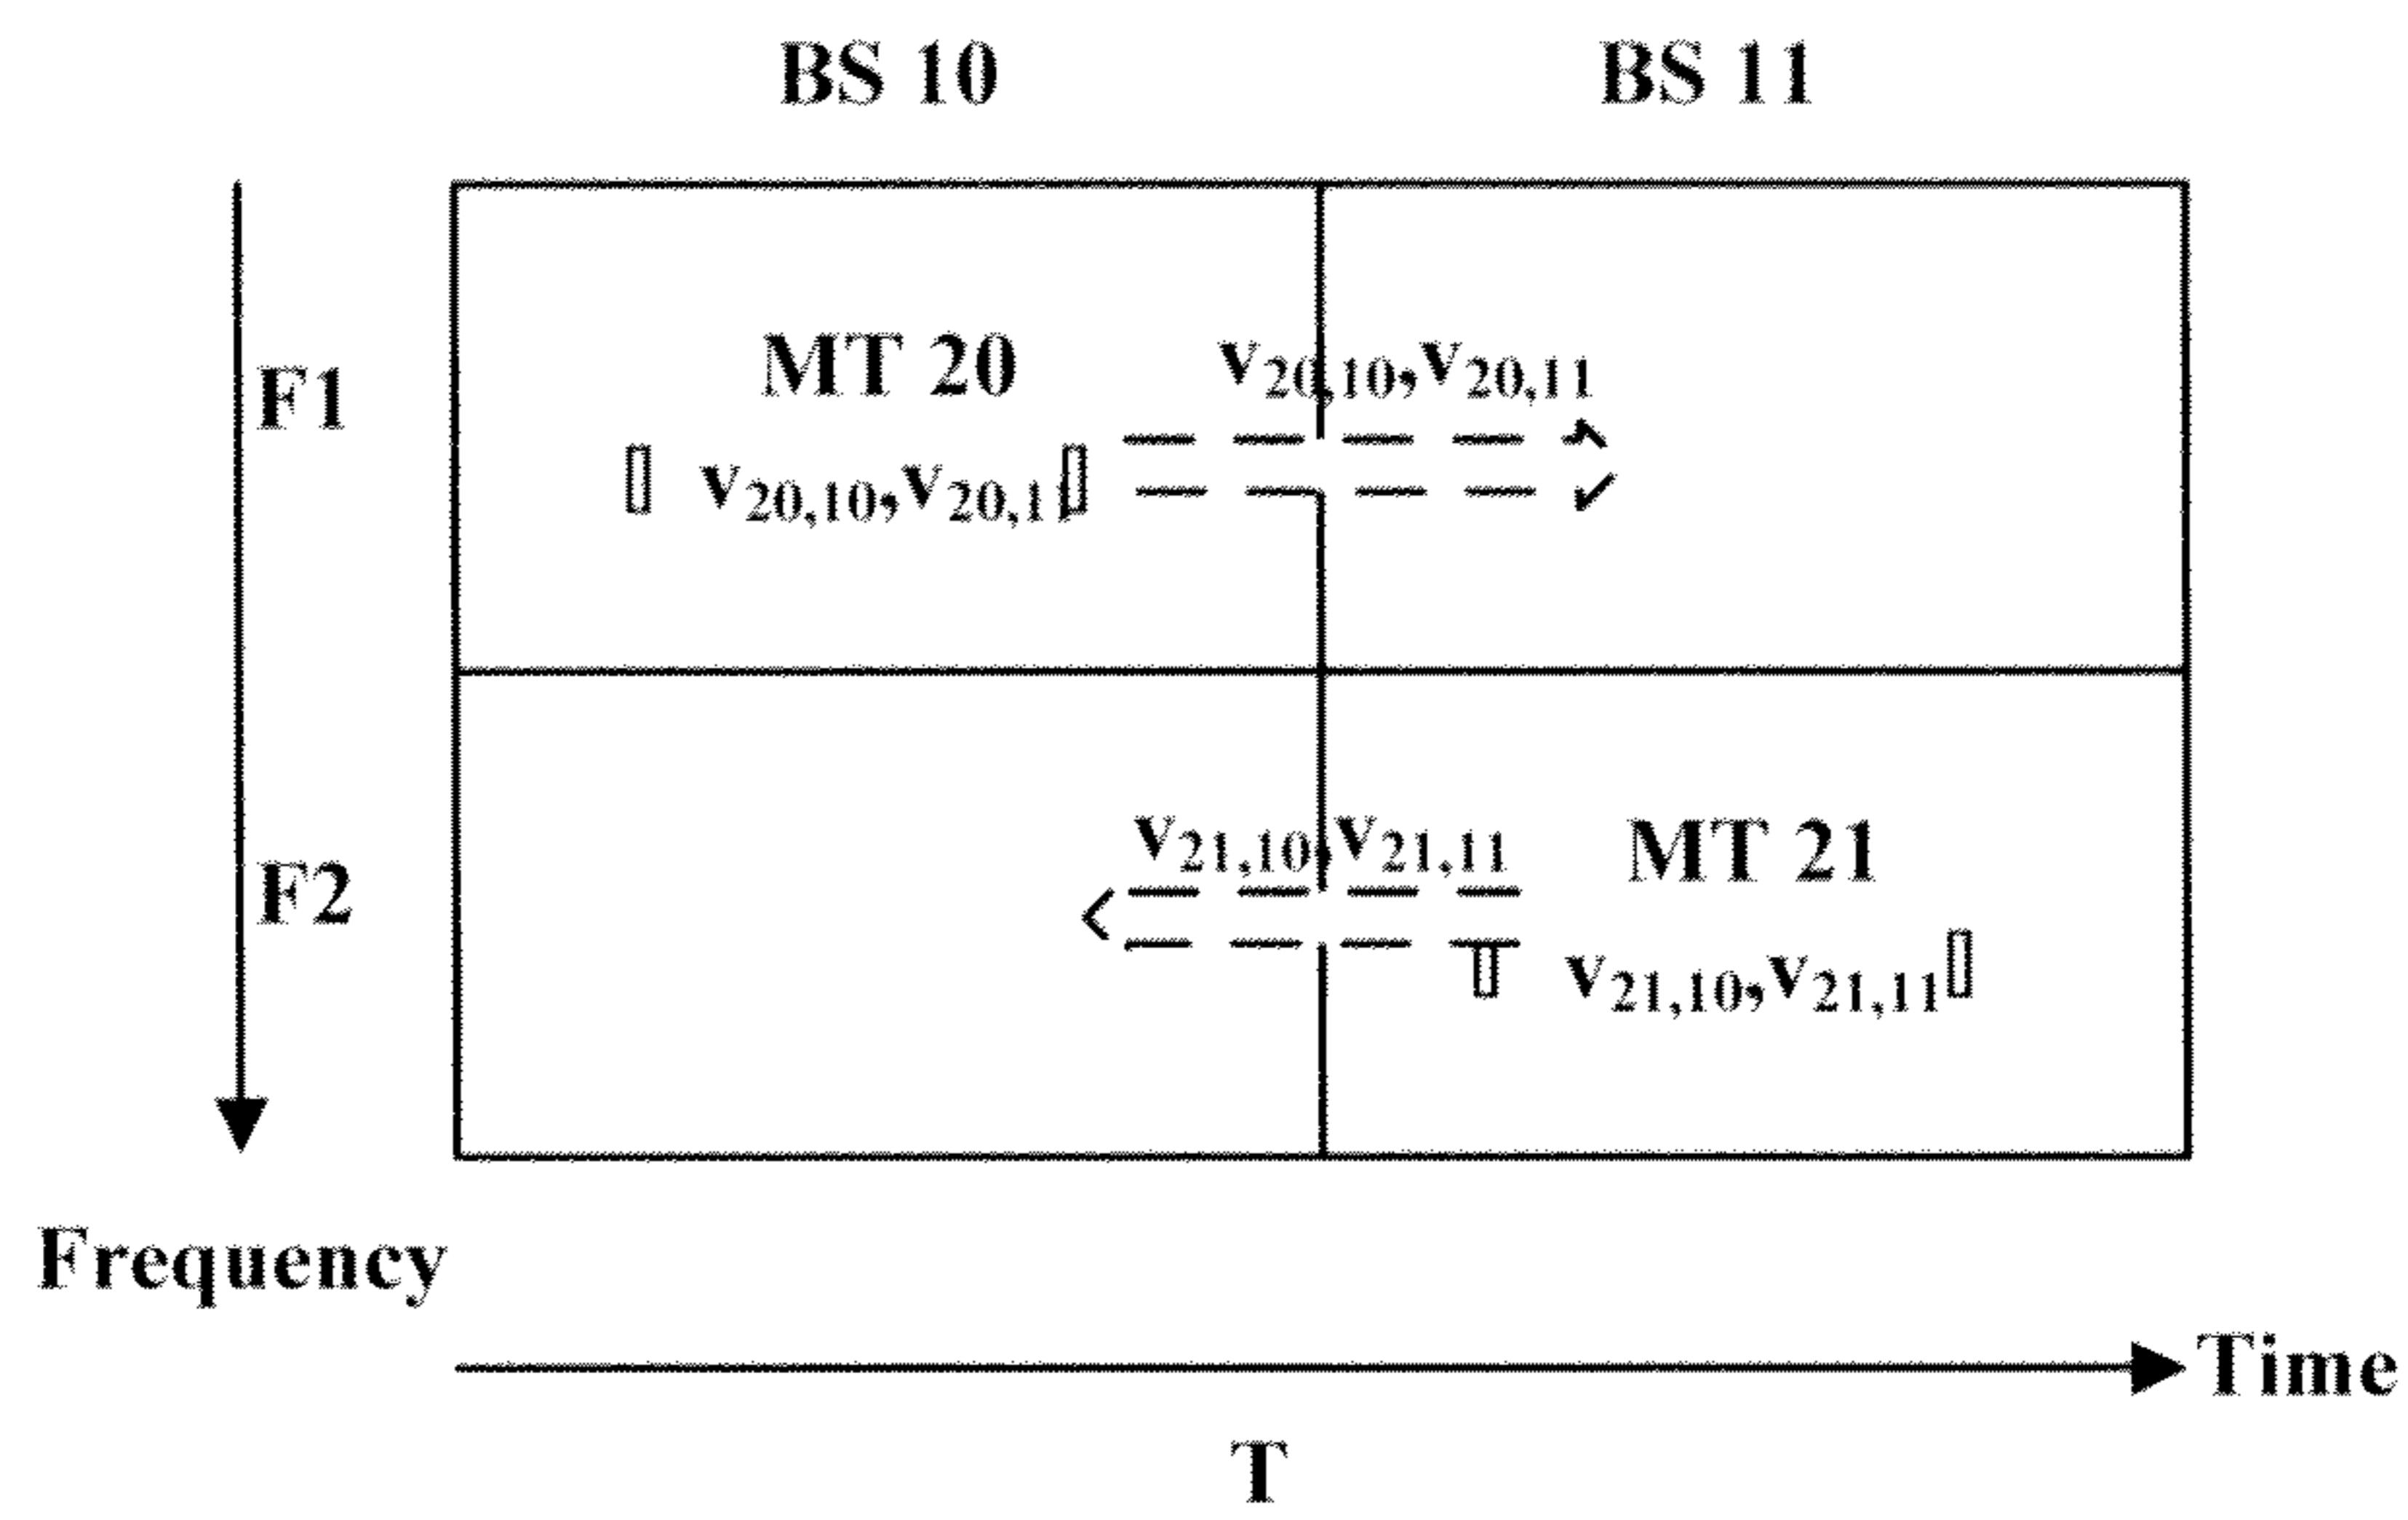 BS 10 BS 11
F1
MT 20
v20,10,v20,11
v20,10,v20,11
F2
v21,10,v21,11
MT 21
v21,10,v21,11
Frequency
Time
T